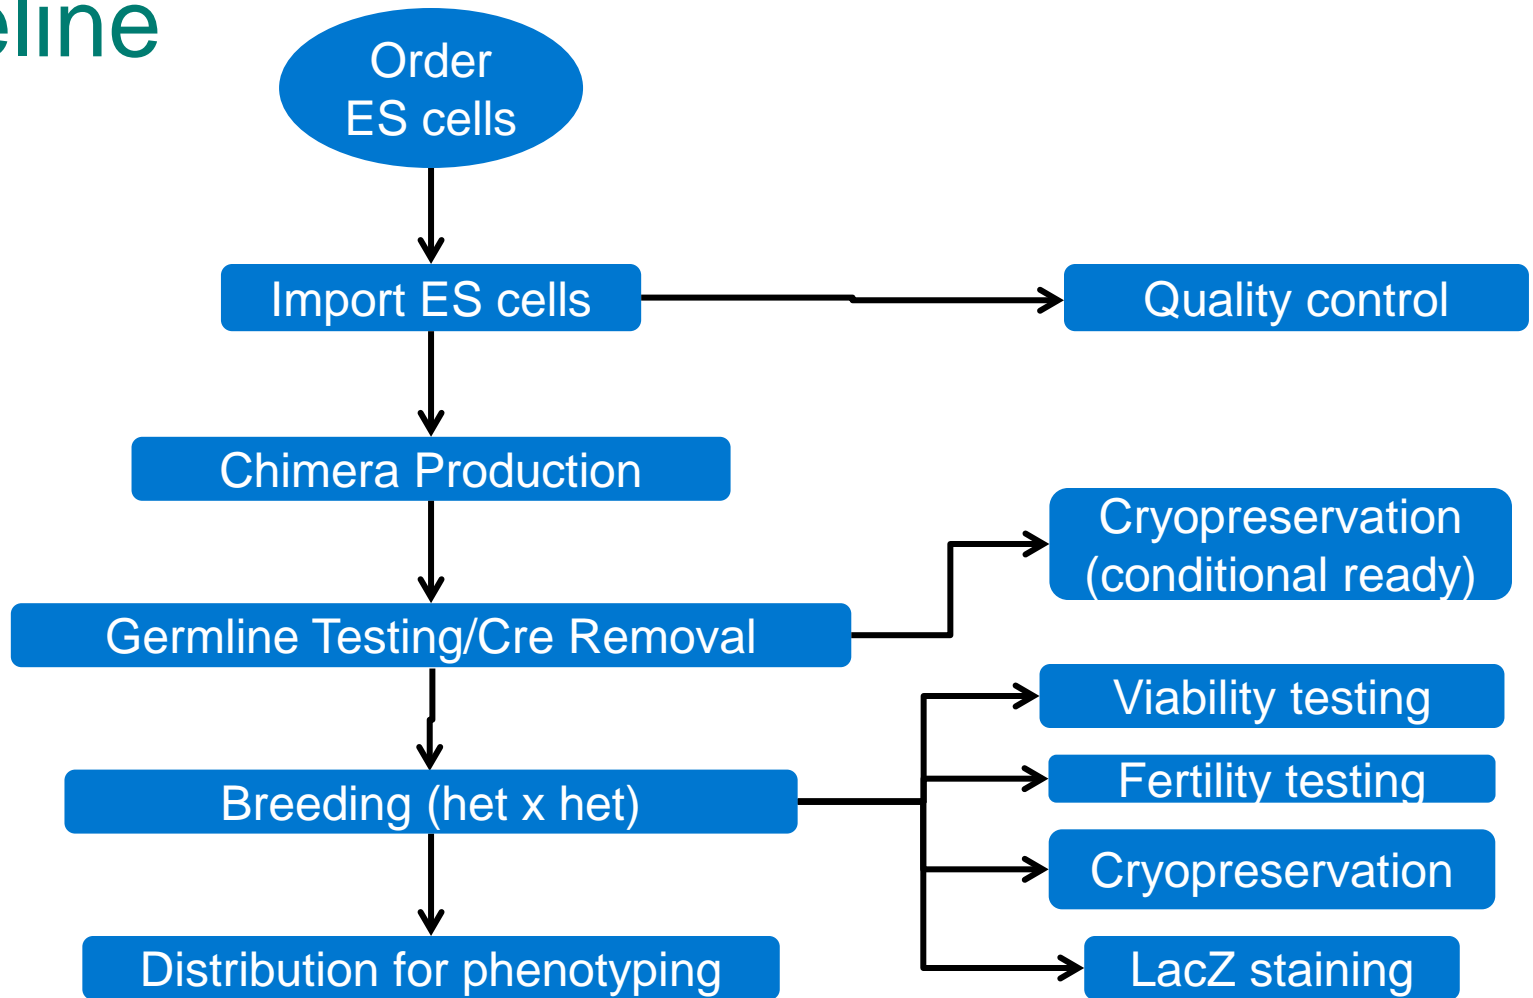 Order
ES cells
Import ES cells
Quality control
Chimera Production
Cryopreservation
(conditional ready)
Germline Testing/Cre Removal
Viability testing
Fertility testing
Breeding (het x het)
Cryopreservation
Distribution for phenotyping
LacZ staining